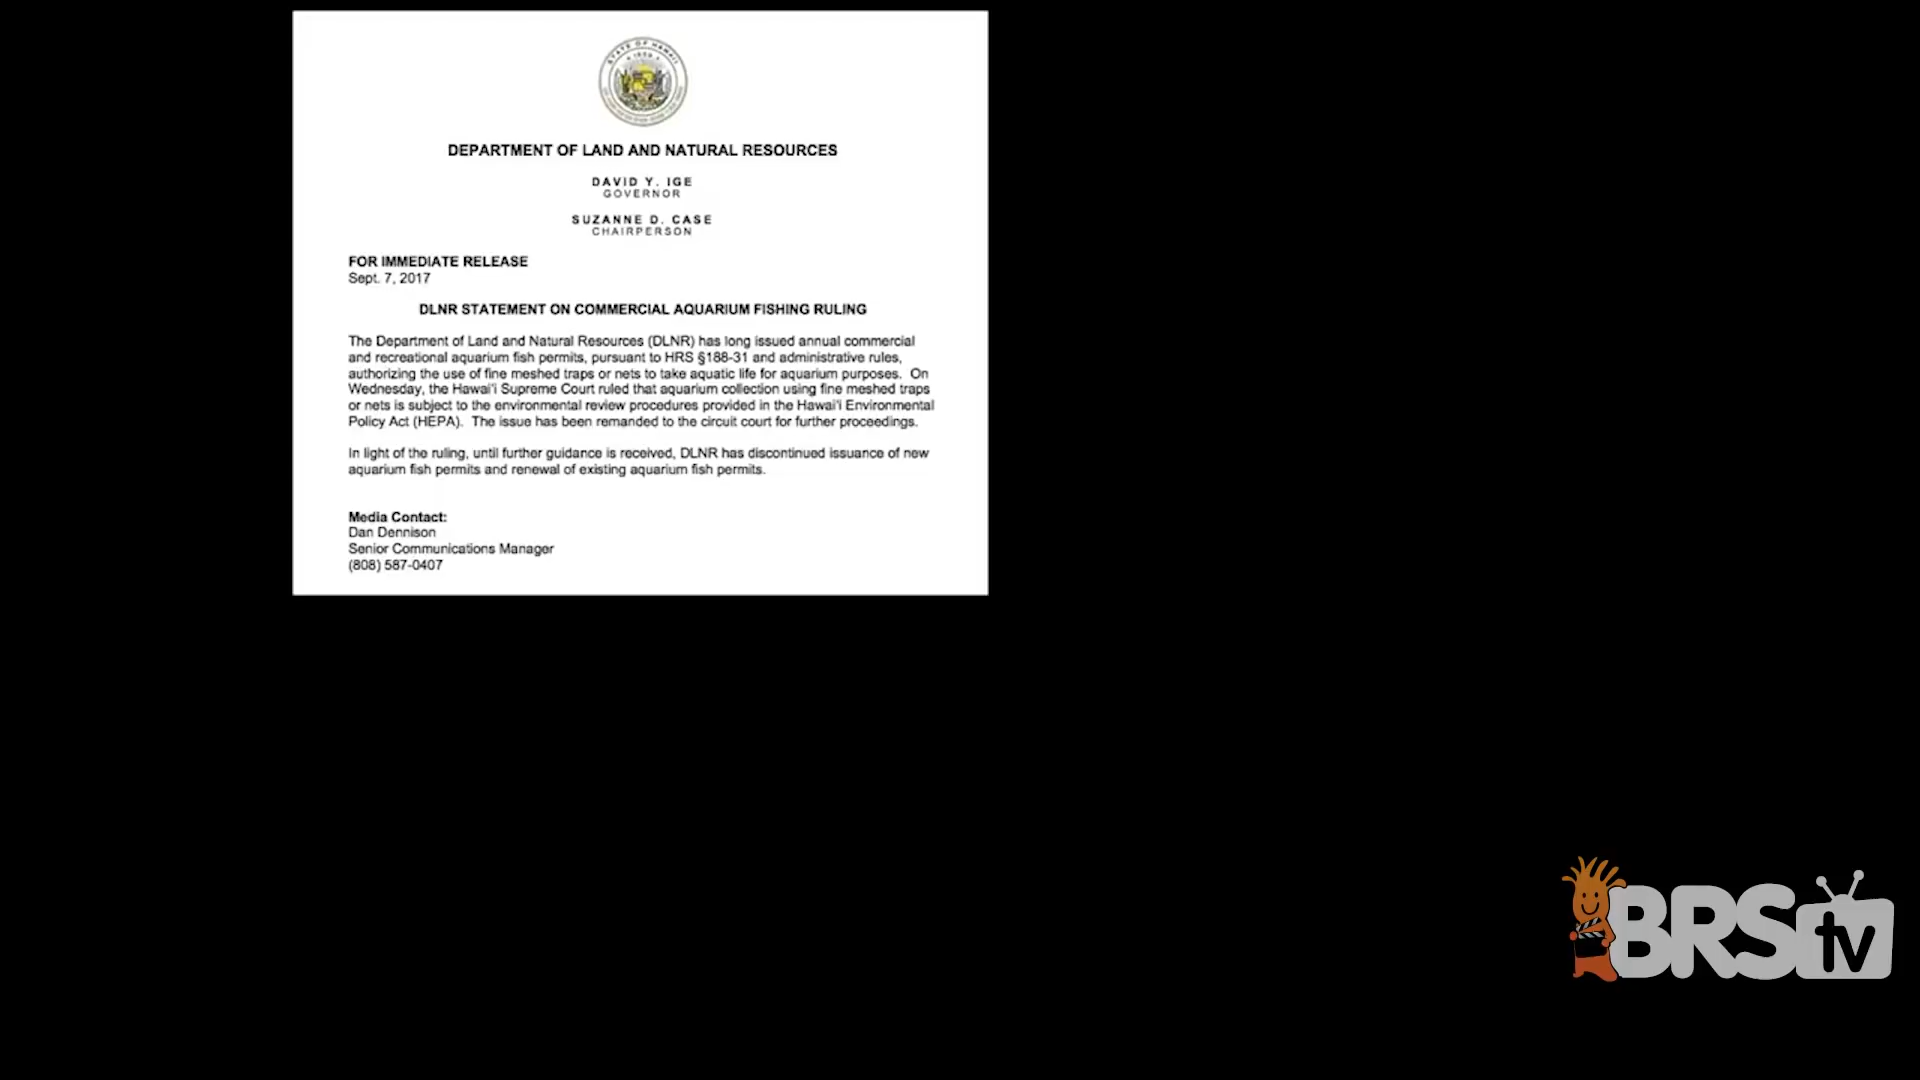 STATE OF HAWAII
1959
DEPARTMENT OF LAND AND NATURAL RESOURCES
DAVID Y. IGE
GOVERNOR
SUZANNE D. CASE
CHAIRPERSON
FOR IMMEDIATE RELEASE
Sept. 7, 2017
DLNR STATEMENT ON COMMERCIAL AQUARIUM FISHING RULING
The Department of Land and Natural Resources (DLNR) has long issued annual commercial
and recreational aquarium fish permits, pursuant to HRS §188-31 and administrative rules,
authorizing the use of fine meshed traps or nets to take aquatic life for aquarium purposes. On
Wednesday, the Hawai'i Supreme Court ruled that aquarium collection using fine meshed traps
or nets is subject to the environmental review procedures provided in the Hawai'i Environmental
Policy Act (HEPA). The issue has been remanded to the circuit court for further proceedings.
In light of the ruling, until further guidance is received, DLNR has discontinued issuance of new
aquarium fish permits and renewal of existing aquarium fish permits.
Media Contact:
Dan Dennison
Senior Communications Manager
(808) 587-0407
BRStv